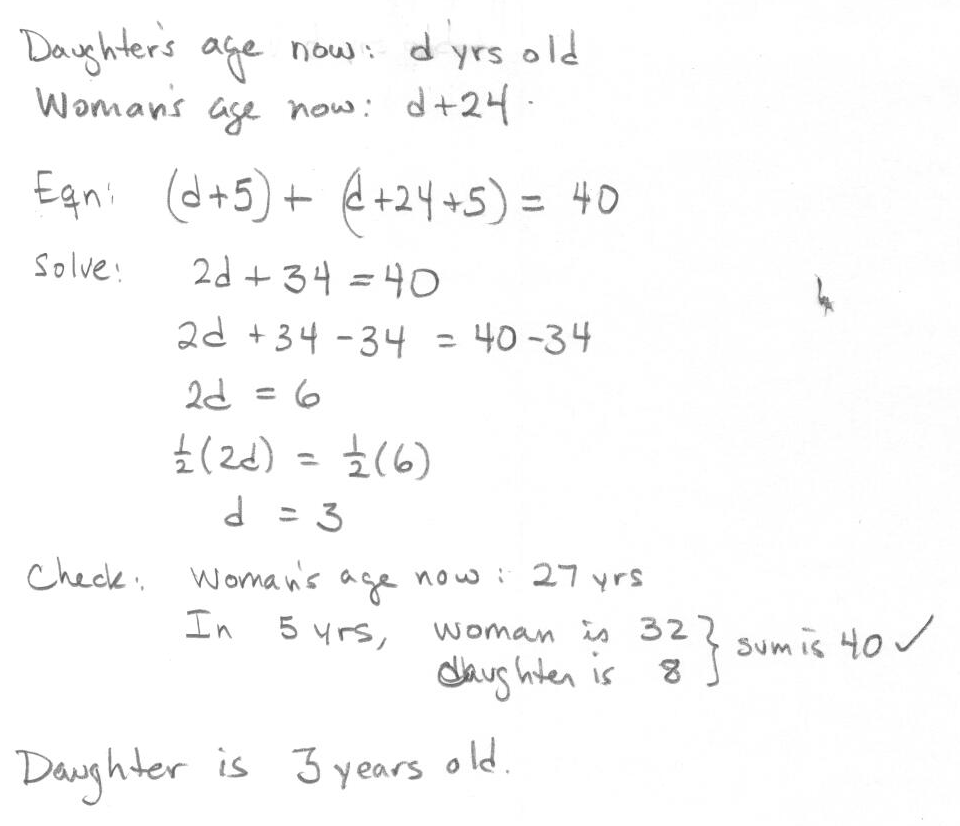 Daughter's age now: d yrs old
Woman's age now: d+24.
Eqn: (d+5) + (d+24+5) = 40
Solve: 2d + 34 = 40
2d + 34 - 34 = 40 - 34
2d = 6
½(2d) = ½(6)
d = 3
Check: Woman's age now: 27 yrs
In 5 yrs, woman is 32 } sum is 40 ✓
daughter is 8
Daughter is 3 years old.